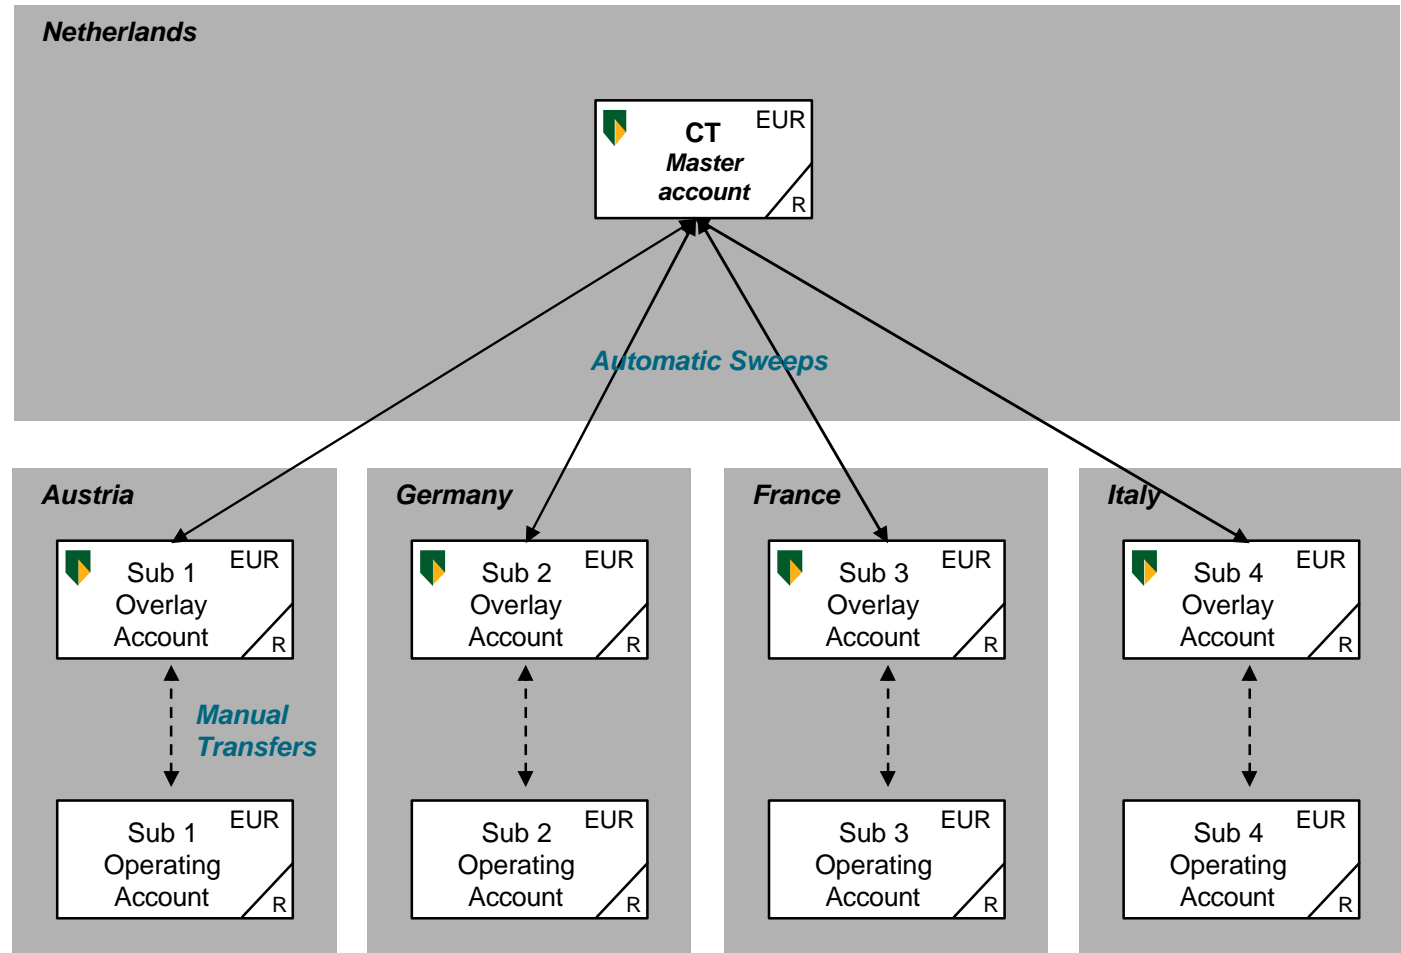 Netherlands
EUR
CT
Master
account
R
Automatic Sweeps
Austria
Germany
France
Italy
EUR
Sub 1
Overlay
Account
R
EUR
Sub 2
Overlay
Account
R
EUR
Sub 3
Overlay
Account
R
EUR
Sub 4
Overlay
Account
R
Manual
Transfers
EUR
Sub 1
Operating
Account
R
EUR
Sub 2
Operating
Account
R
EUR
Sub 3
Operating
Account
R
EUR
Sub 4
Operating
Account
R